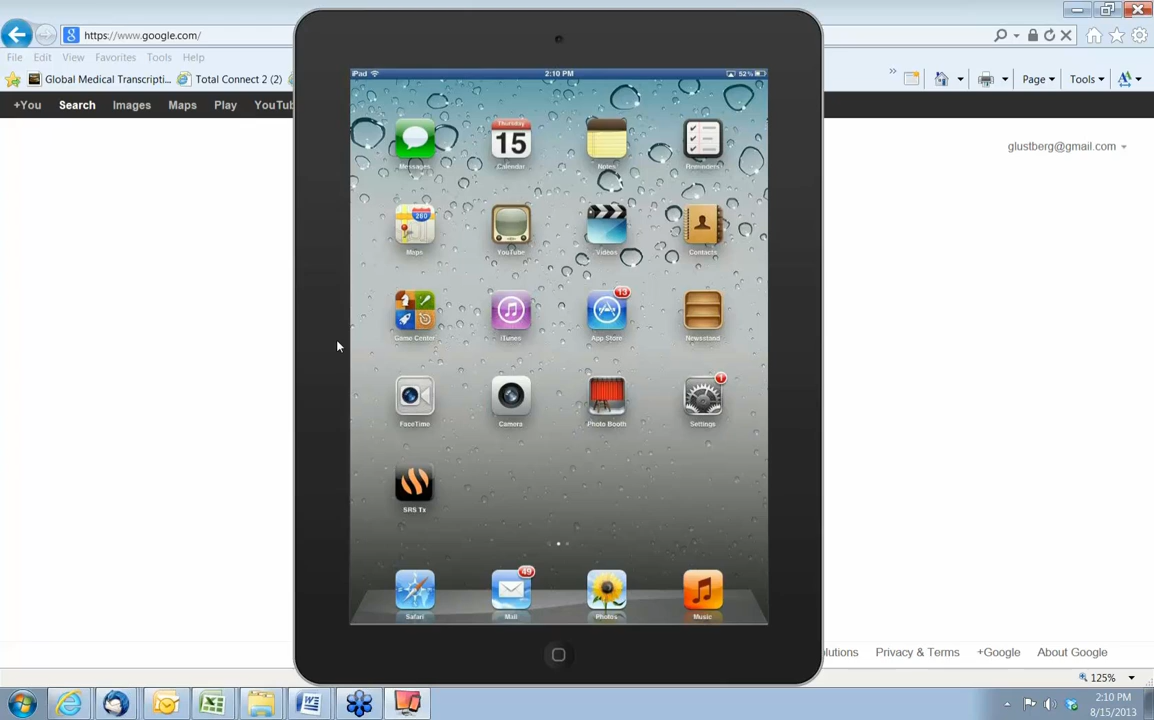 https://www.google.com/
File Edit View Favorites Tools Help
Global Medical Transcripti... Total Connect 2 (2)
Page Tools
+You Search Images Maps Play YouTub
glustberg@gmail.com
iPad 2:10 PM 52%
Thursday
15
280
Messages Calendar Notes Reminders
Maps YouTube Videos Contacts
13
Game Center iTunes App Store Newsstand
1
FaceTime Camera Photo Booth Settings
SRS Tx
49
Safari Mail Photos Music
olutions Privacy & Terms +Google About Google
125%
2:10 PM
8/15/2013